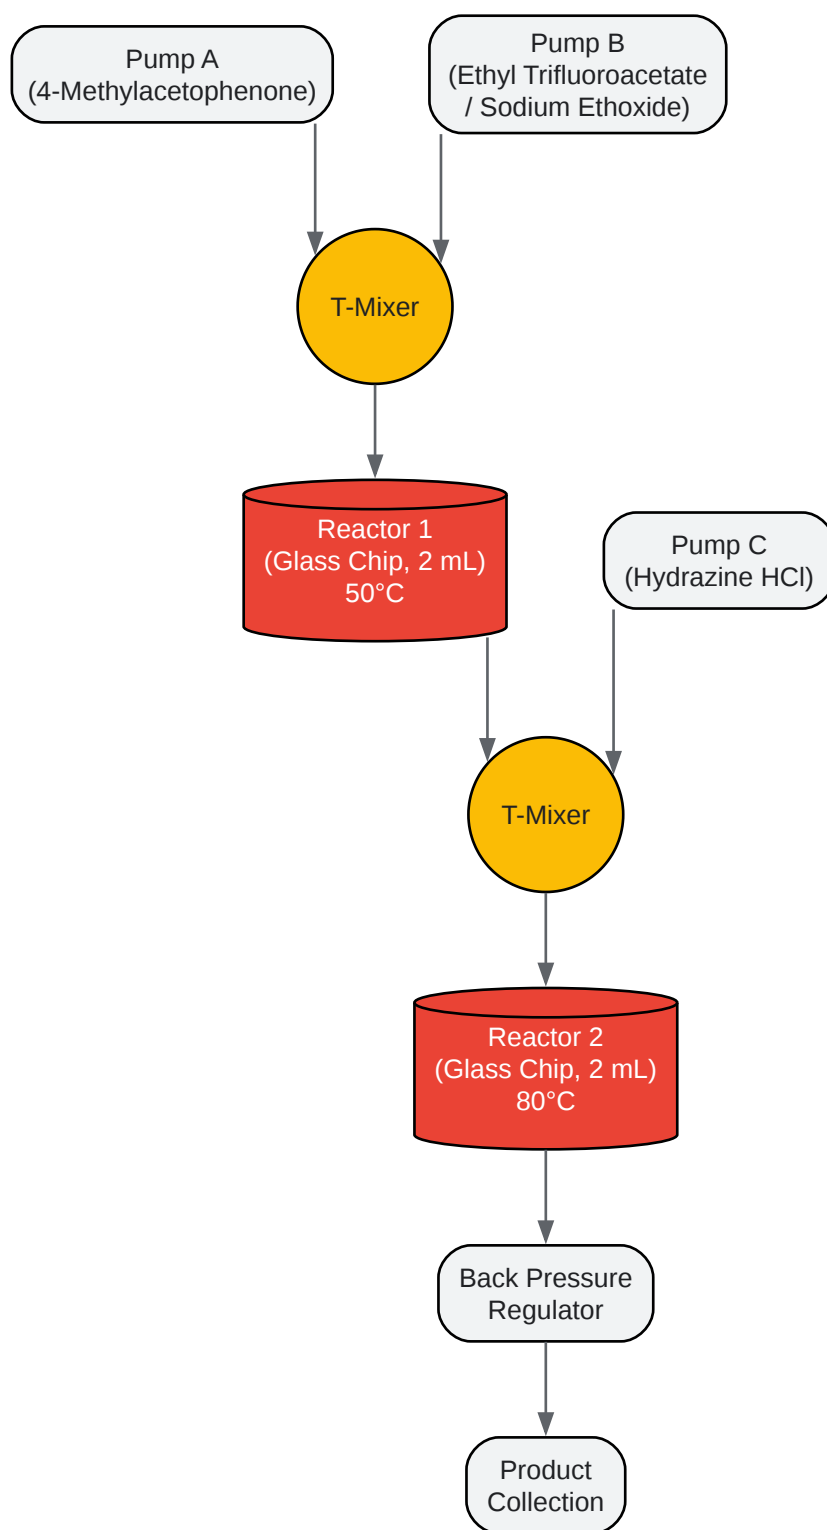 Pump A
(4-Methylacetophenone)
Pump B
(Ethyl Trifluoroacetate
/ Sodium Ethoxide)
T-Mixer
Reactor 1
(Glass Chip, 2 mL)
50°C
Pump C
(Hydrazine HCl)
T-Mixer
Reactor 2
(Glass Chip, 2 mL)
80°C
Back Pressure
Regulator
Product
Collection